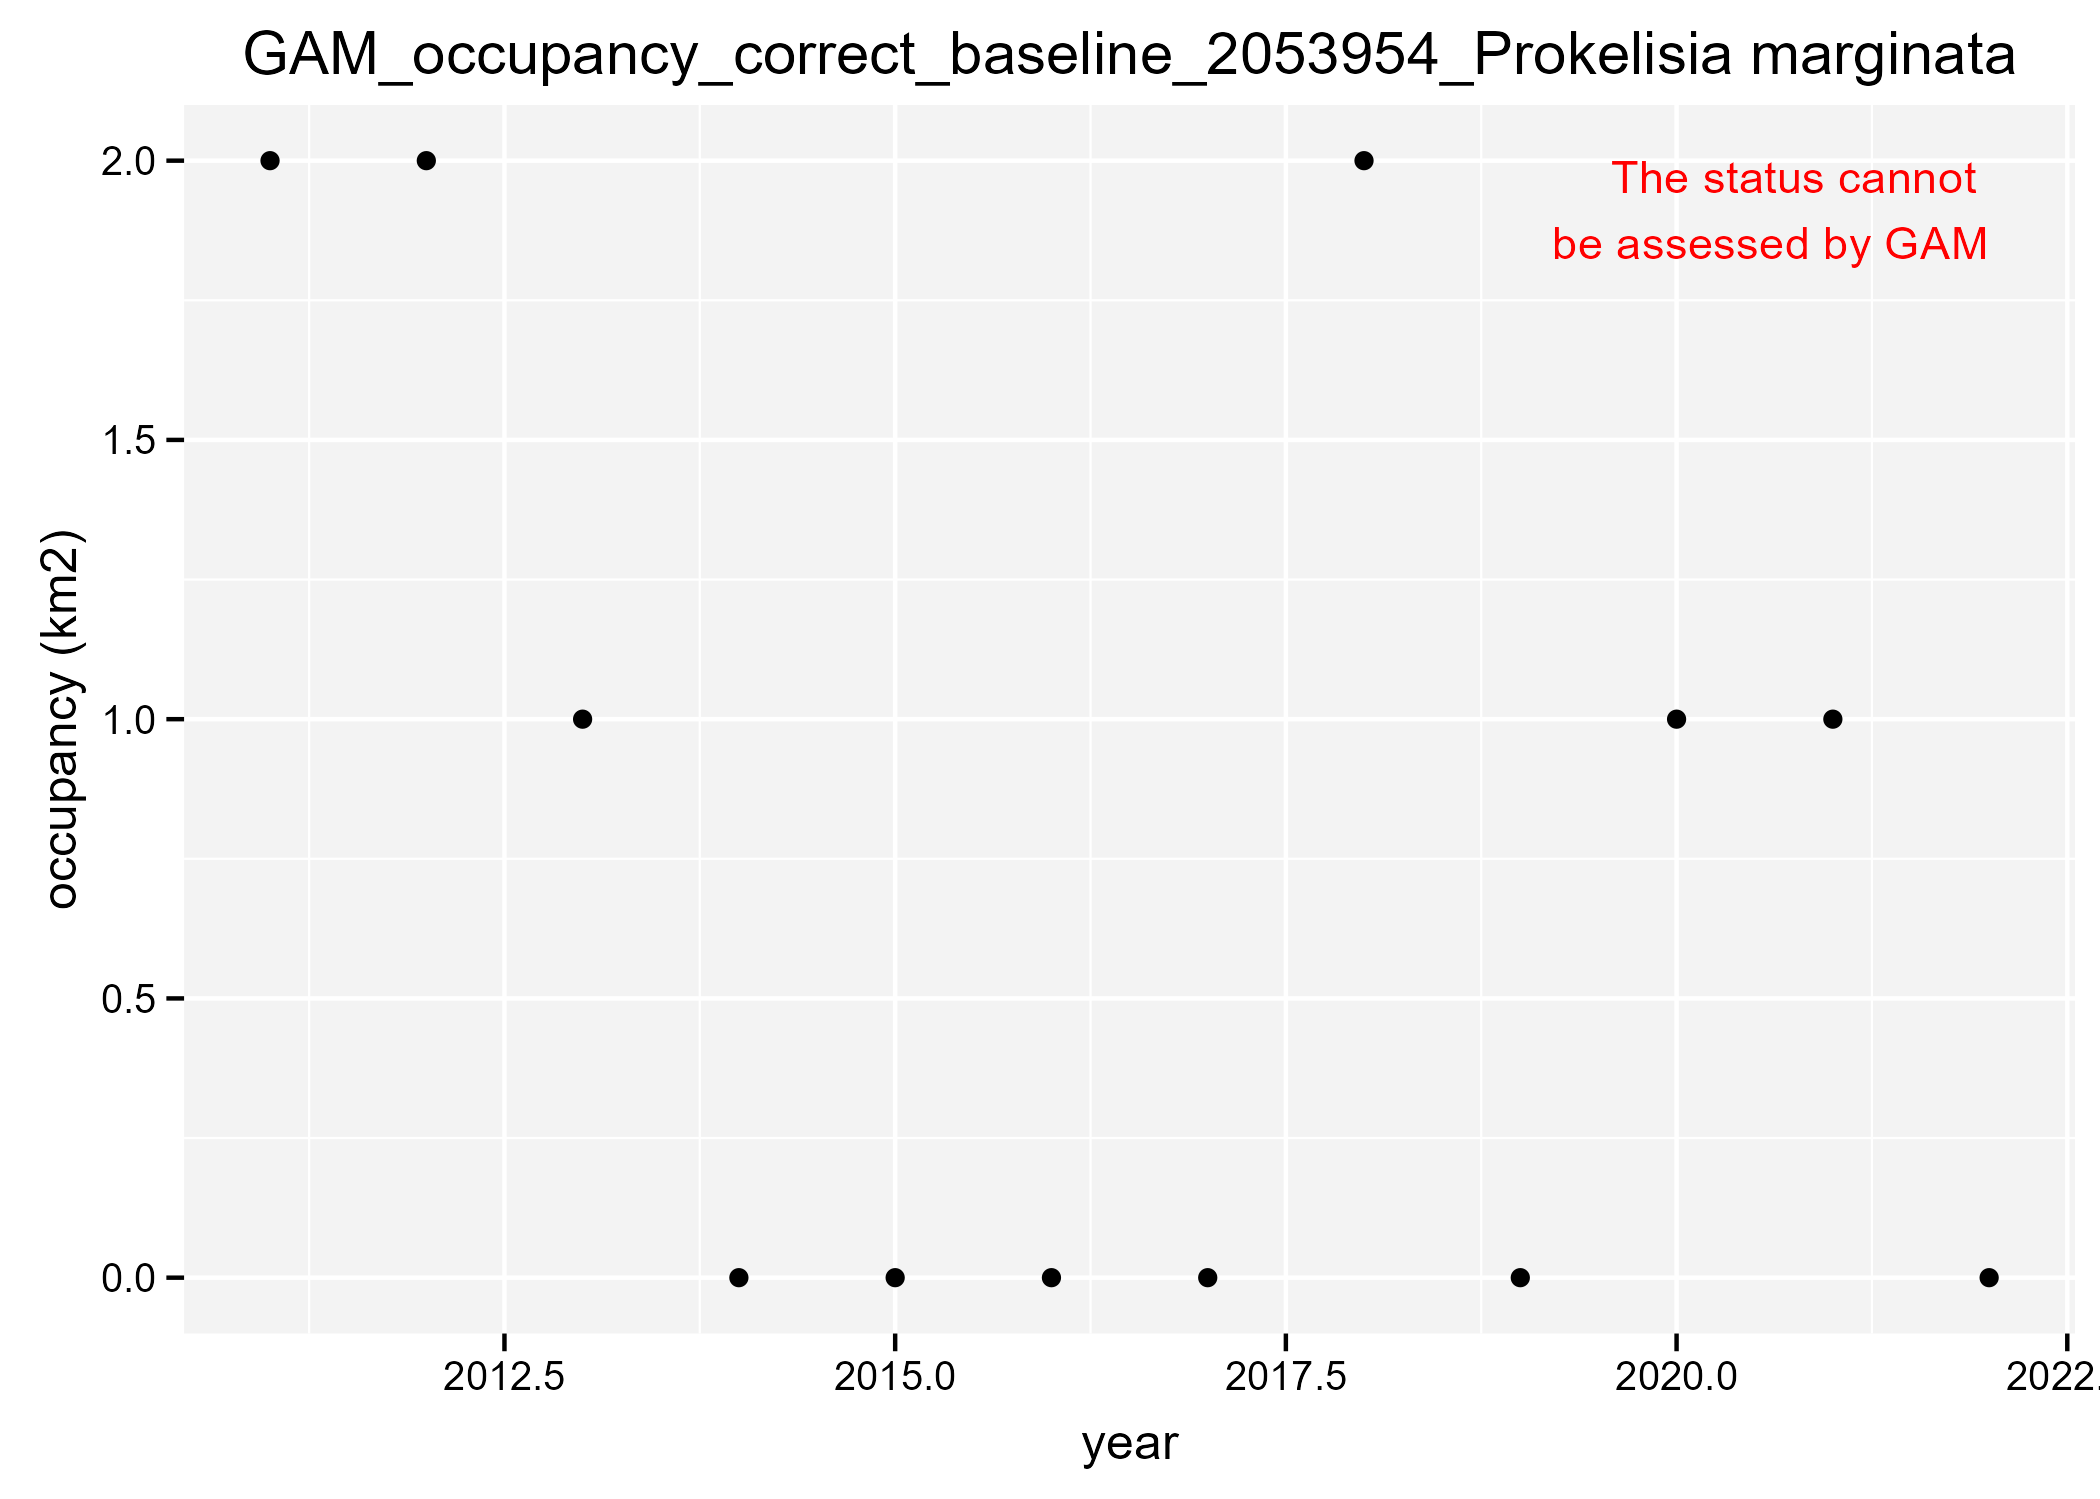 GAM_occupancy_correct_baseline_2053954_Prokelisia marginata
2.0
The status cannot
be assessed by GAM
1.5
occupancy (km2)
1.0
0.5
0.0
2012.5
2015.0
2017.5
2020.0
2022.
year